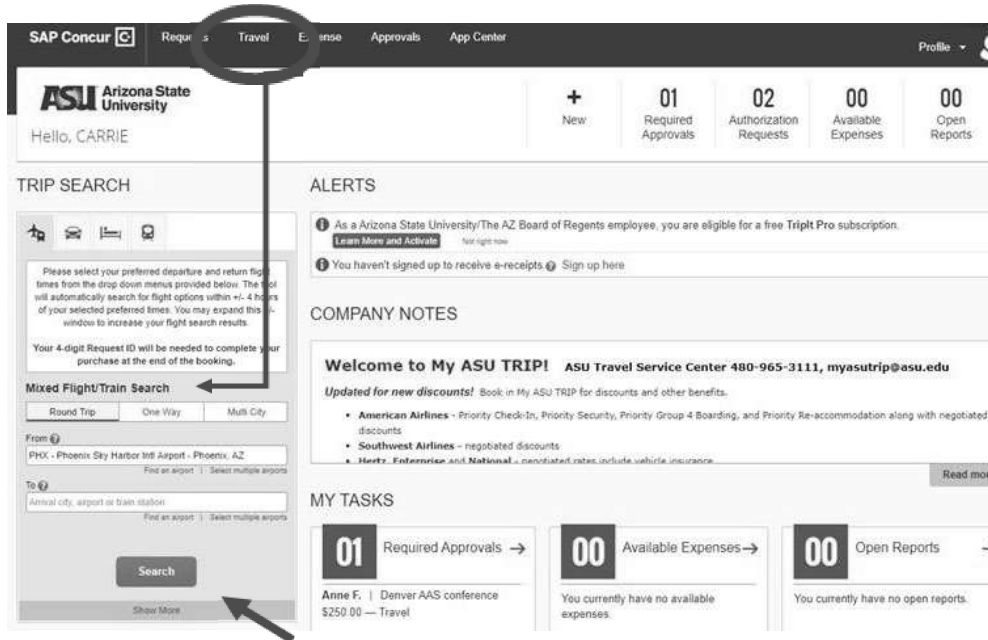 SAP Concur C Requests Travel Expense Approvals App Center Profile
ASU Arizona State University
Hello, CARRIE
+ New
01 Required Approvals
02 Authorization Requests
00 Available Expenses
00 Open Reports
TRIP SEARCH
Please select your preferred departure and return flight
times from the drop down menus provided below. The tool
will automatically search for flight options within +/- 4 hours
of your selected preferred times. You may expand this +/-
window to increase your flight search results.
Your 4-digit Request ID will be needed to complete your
purchase at the end of the booking.
Mixed Flight/Train Search
Round Trip One Way Multi City
From
PHX - Phoenix Sky Harbor Intl Airport - Phoenix, AZ
Find an airport | Select multiple airports
To
Arrival city, airport or train station
Find an airport | Select multiple airports
Search
Show More
ALERTS
As a Arizona State University/The AZ Board of Regents employee, you are eligible for a free TripIt Pro subscription.
Learn More and Activate Not right now
You haven't signed up to receive e-receipts Sign up here
COMPANY NOTES
Welcome to My ASU TRIP! ASU Travel Service Center 480-965-3111, myasutrip@asu.edu
Updated for new discounts! Book in My ASU TRIP for discounts and other benefits.
• American Airlines - Priority Check-In, Priority Security, Priority Group 4 Boarding, and Priority Re-accommodation along with negotiated
discounts
• Southwest Airlines - negotiated discounts
• Hertz, Enterprise and National - negotiated rates include vehicle insurance
Read more
MY TASKS
01 Required Approvals →
Anne F. | Denver AAS conference
$250.00 — Travel
00 Available Expenses →
You currently have no available
expenses.
00 Open Reports
You currently have no open reports.